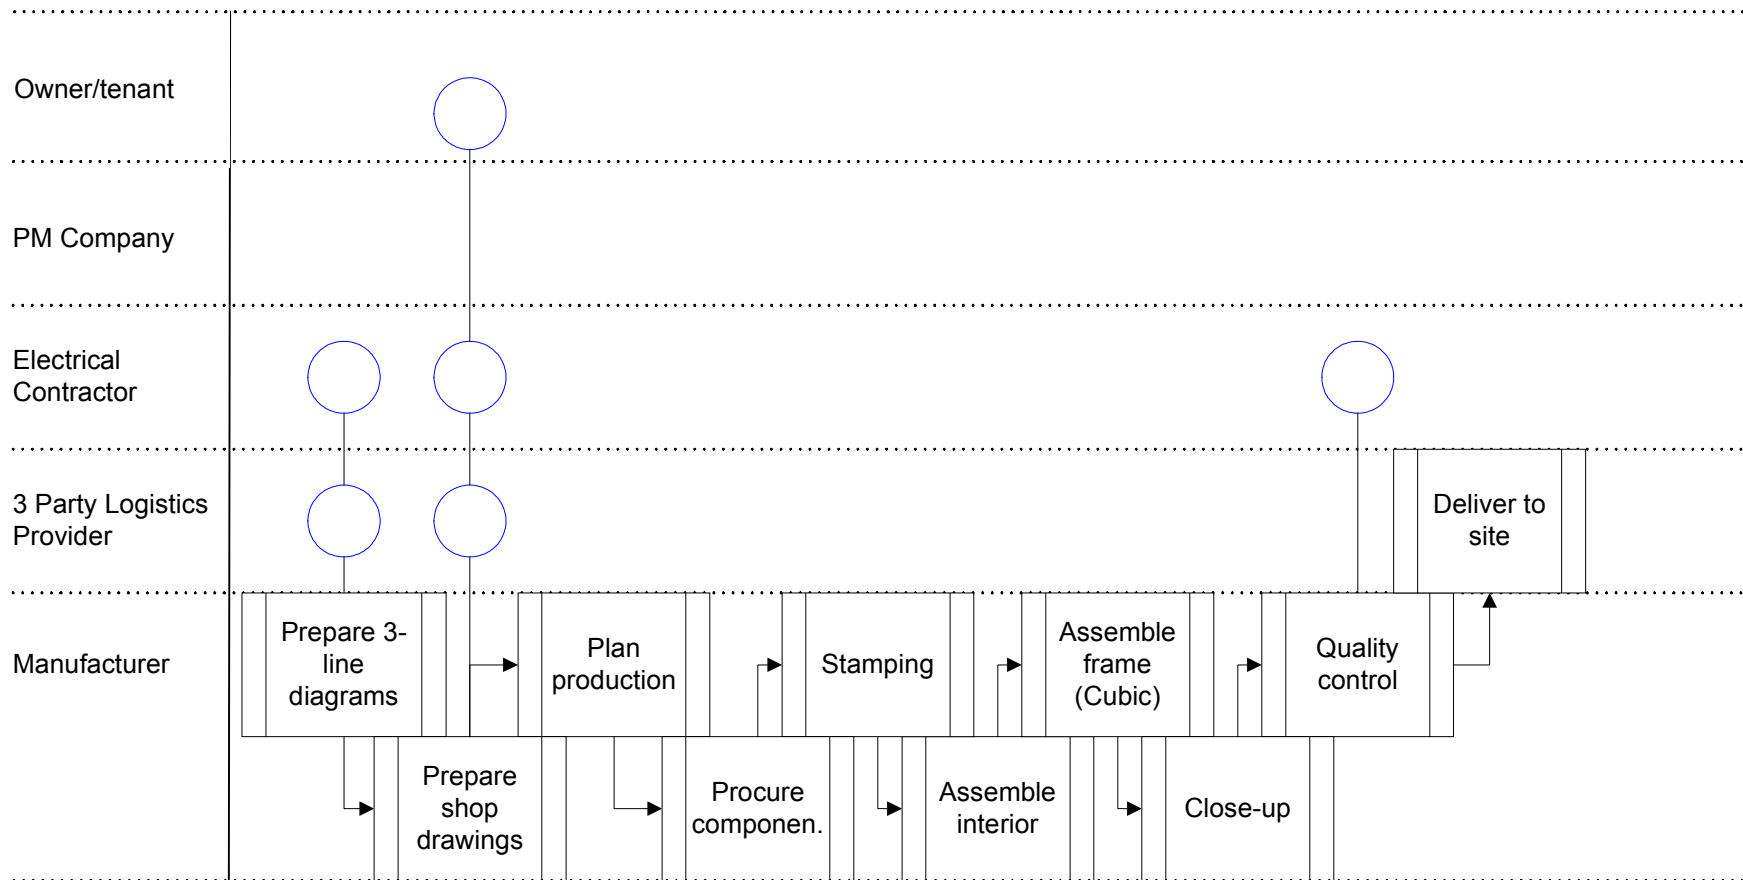 Owner/tenant
PM Company
Electrical
Contractor
3 Party Logistics
Provider
Deliver to
site
Manufacturer
Prepare 3-
line
diagrams
Plan
production
Stamping
Assemble
frame
(Cubic)
Quality
control
Prepare
shop
drawings
Procure
componen.
Assemble
interior
Close-up